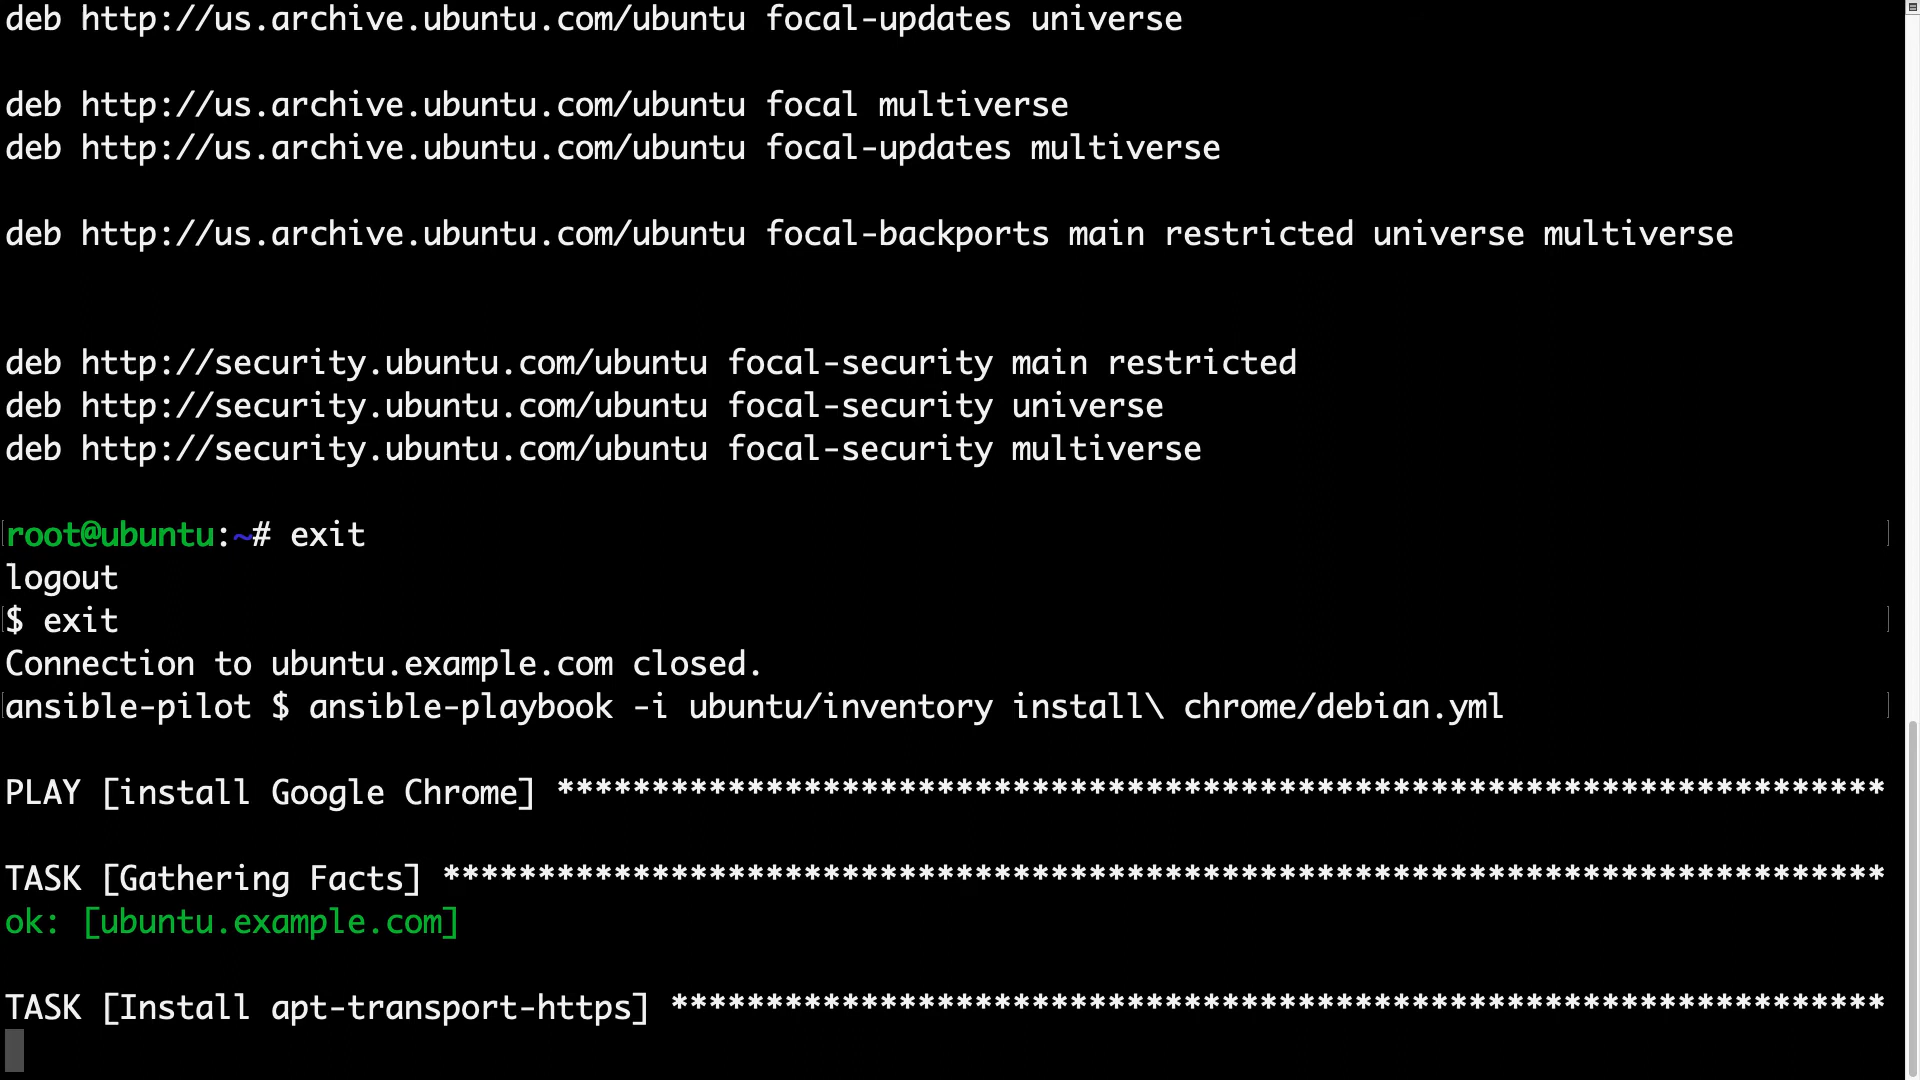 deb http://us.archive.ubuntu.com/ubuntu focal-updates universe
deb http://us.archive.ubuntu.com/ubuntu focal multiverse
deb http://us.archive.ubuntu.com/ubuntu focal-updates multiverse
deb http://us.archive.ubuntu.com/ubuntu focal-backports main restricted universe multiverse
deb http://security.ubuntu.com/ubuntu focal-security main restricted
deb http://security.ubuntu.com/ubuntu focal-security universe
deb http://security.ubuntu.com/ubuntu focal-security multiverse
root@ubuntu:~# exit
logout
$ exit
Connection to ubuntu.example.com closed.
ansible-pilot $ ansible-playbook -i ubuntu/inventory install\ chrome/debian.yml
PLAY [install Google Chrome] **********************************************************************
TASK [Gathering Facts] ****************************************************************************
ok: [ubuntu.example.com]
TASK [Install apt-transport-https] ****************************************************************